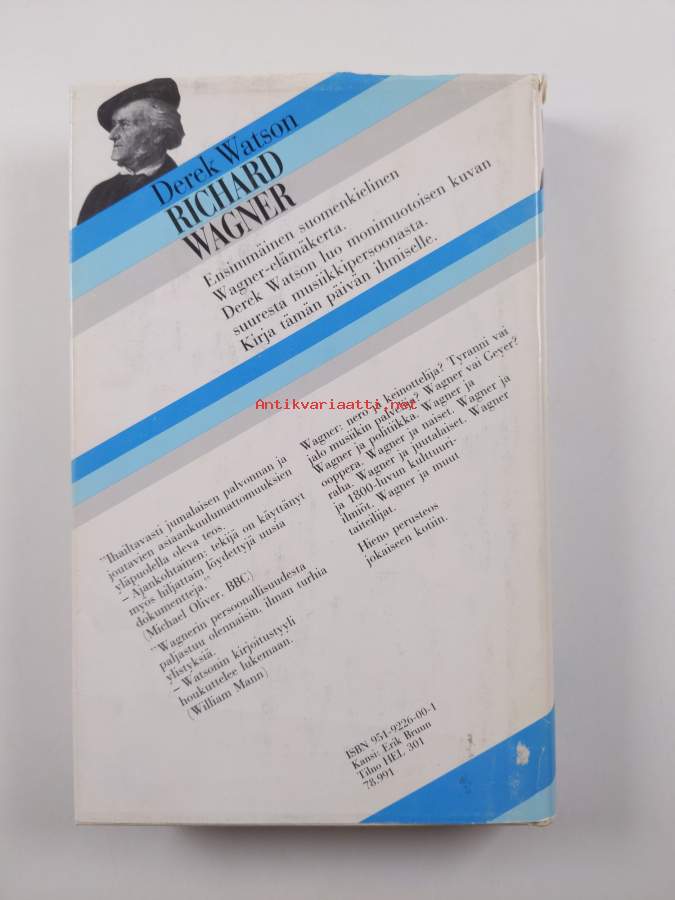 Derek Watson
RICHARD
WAGNER
Ensimmäinen suomenkielinen
Wagner-elämäkerta.
Derek Watson luo monimuotoisen kuvan
suuresta musiikkipersoonasta.
Kirja tämän päivän ihmiselle.
Antikvariaatti.net
Wagner: nero ja keinottelija? Tyranni vai
jalo musiikin palvelija? Wagner vai Geyer?
Wagner ja politiikka. Wagner ja
ooppera. Wagner ja naiset. Wagner ja
raha. Wagner ja juutalaiset. Wagner
ja 1800-luvun kulttuuri-
ilmiöt. Wagner ja muut
taiteilijat.
Hieno perusteos
jokaiseen kotiin.
"Ihailtavasti jumalaisen palvonnan ja
joutavien asiaankuulumattomuuksien
yläpuolella oleva teos.
– Ajankohtainen: tekijä on käyttänyt
myös hiljattain löydettyjä uusia
dokumentteja."
(Michael Oliver, BBC)
"Wagnerin persoonallisuudesta
paljastuu olennaisin, ilman turhia
ylistyksiä.
– Watsonin kirjoitustyyli
houkuttelee lukemaan.
(William Mann)
ISBN 951-9226-00-1
Kansi: Erik Bruun
Tilno HEL 301
78.991